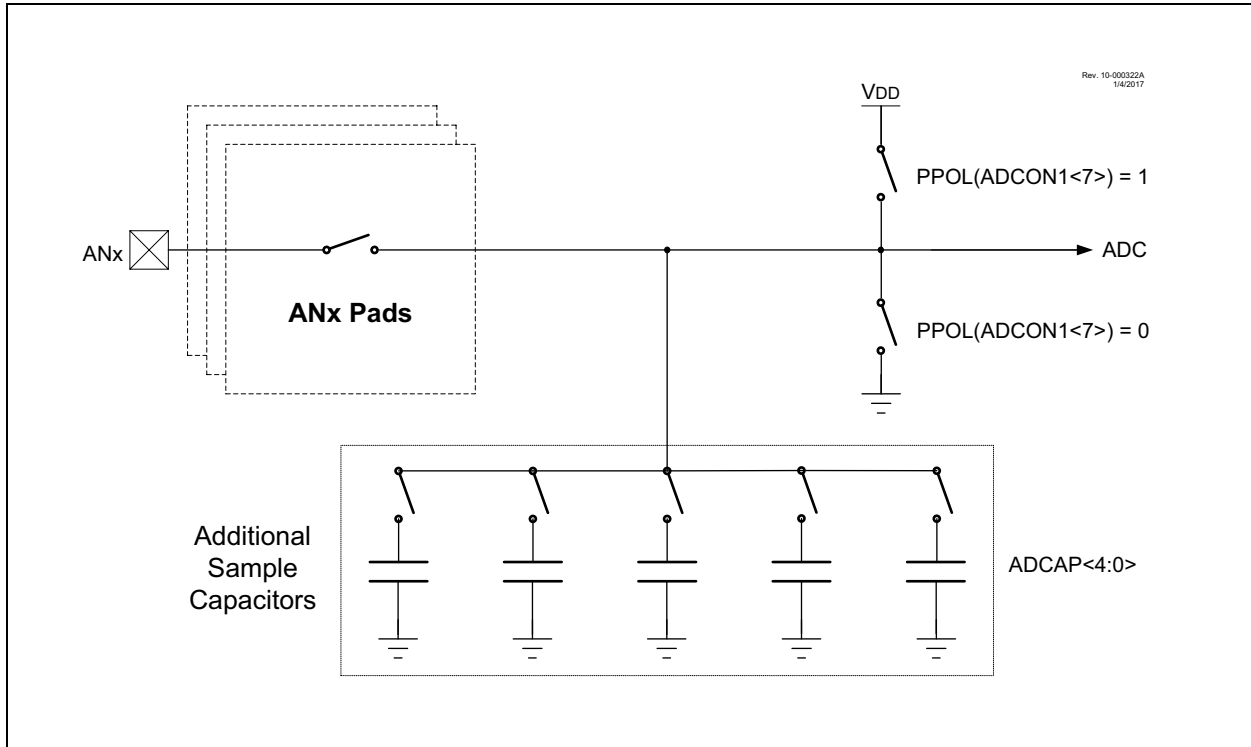 Rev. 10-000322A
1/4/2017
VDD
PPOL(ADCON1<7>) = 1
ANx
ADC
ANx Pads
PPOL(ADCON1<7>) = 0
Additional
Sample
Capacitors
ADCAP<4:0>